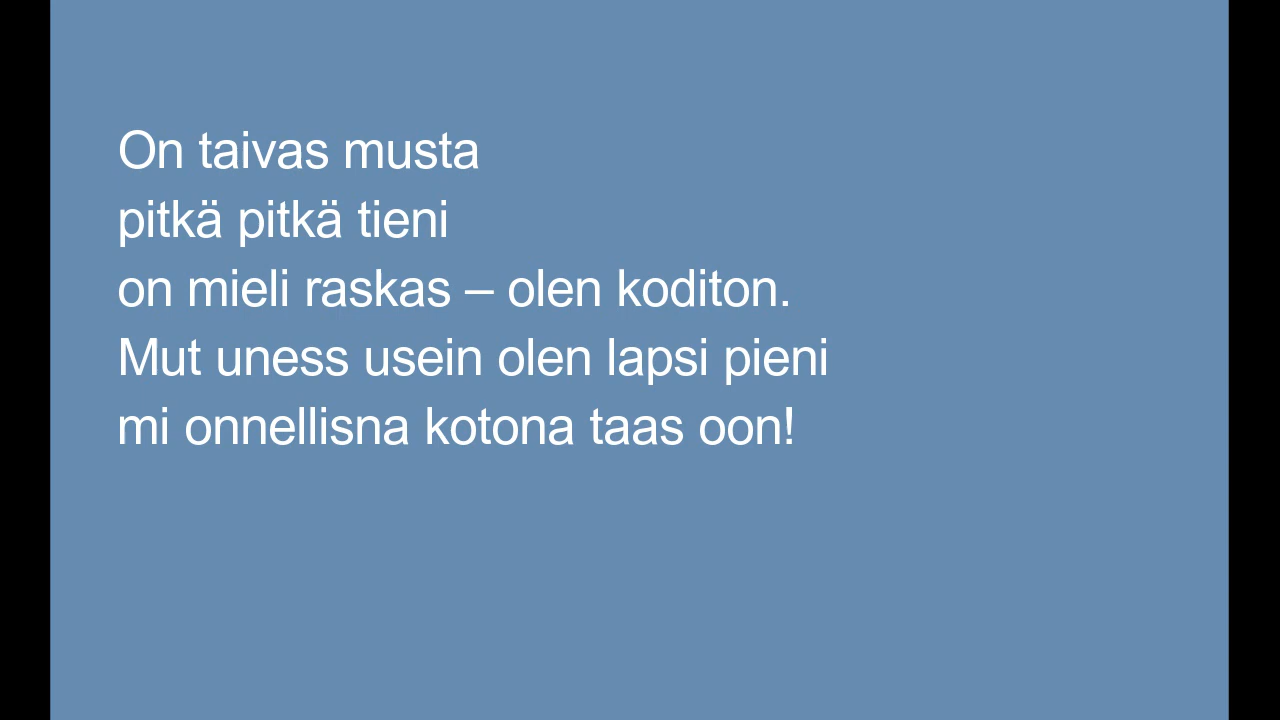 On taivas musta
pitkä pitkä tieni
on mieli raskas – olen koditon.
Mut uness usein olen lapsi pieni
mi onnellisna kotona taas oon!